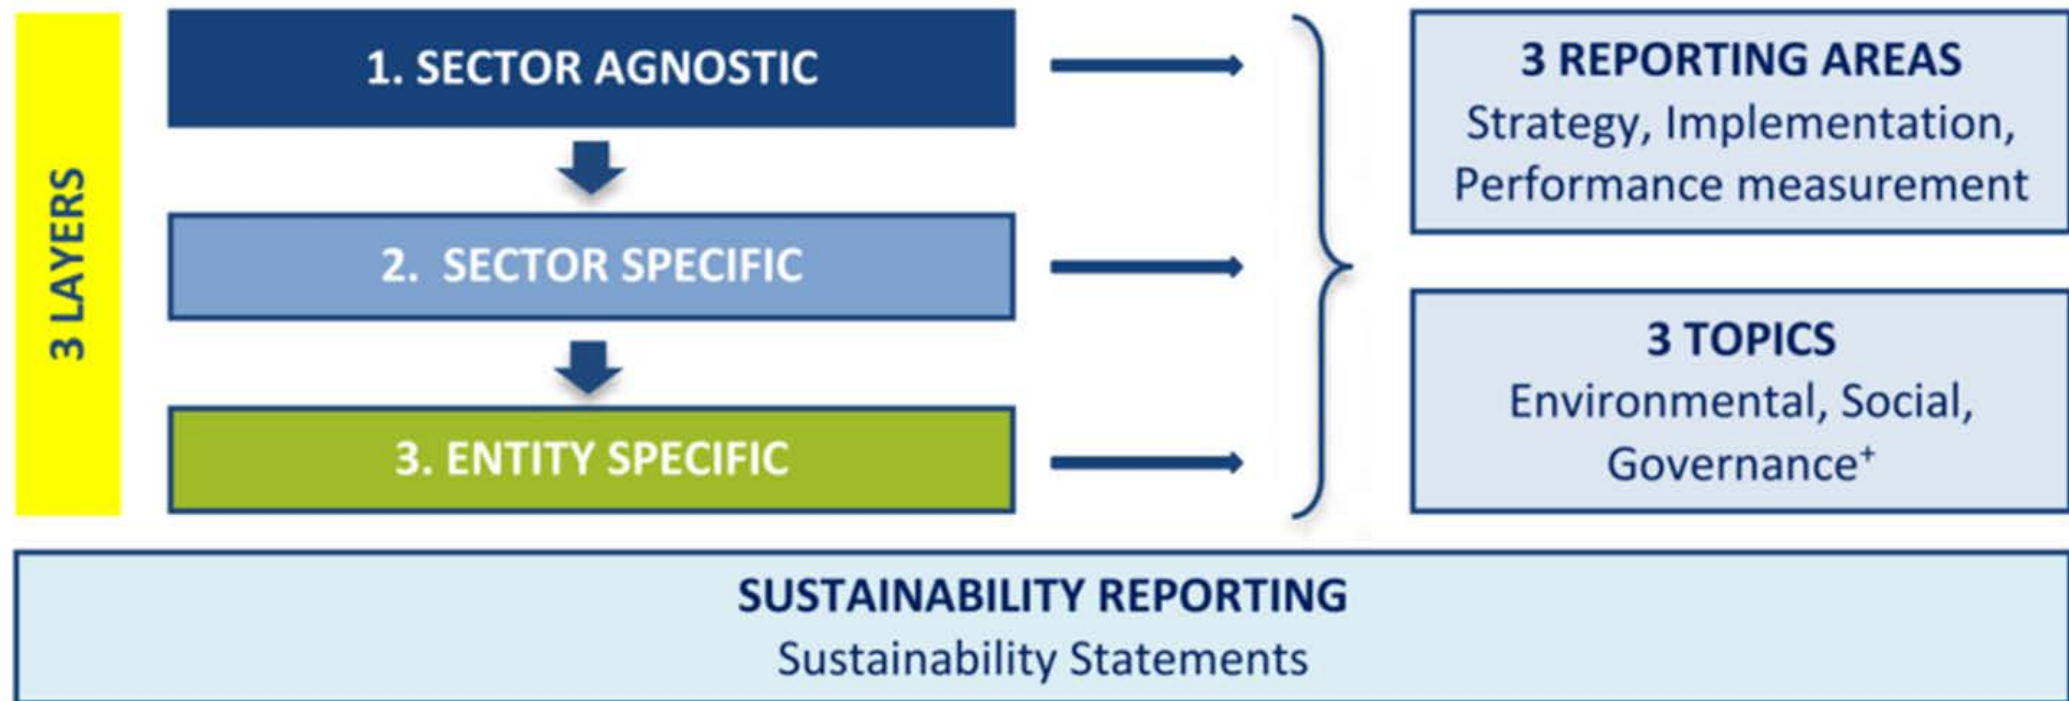 3 LAYERS
1. SECTOR AGNOSTIC
2. SECTOR SPECIFIC
3. ENTITY SPECIFIC
3 REPORTING AREAS
Strategy, Implementation,
Performance measurement
3 TOPICS
Environmental, Social,
Governance⁺
SUSTAINABILITY REPORTING
Sustainability Statements